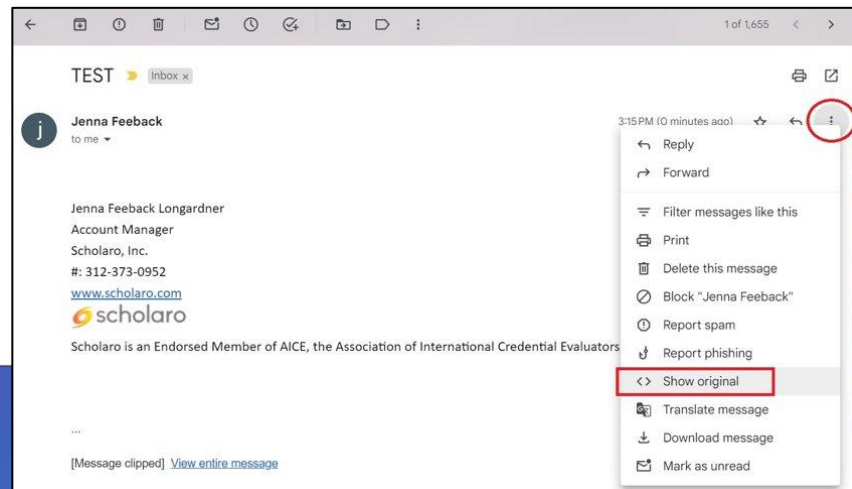 1 of 1,655
TEST Inbox x
Jenna Feeback
3:15 PM (0 minutes ago)
to me
Reply
Forward
Filter messages like this
Print
Delete this message
Block "Jenna Feeback"
Report spam
Report phishing
Show original
Translate message
Download message
Mark as unread
j
Jenna Feeback Longardner
Account Manager
Scholaro, Inc.
#: 312-373-0952
www.scholaro.com
scholaro
Scholaro is an Endorsed Member of AICE, the Association of International Credential Evaluators
...
[Message clipped] View entire message